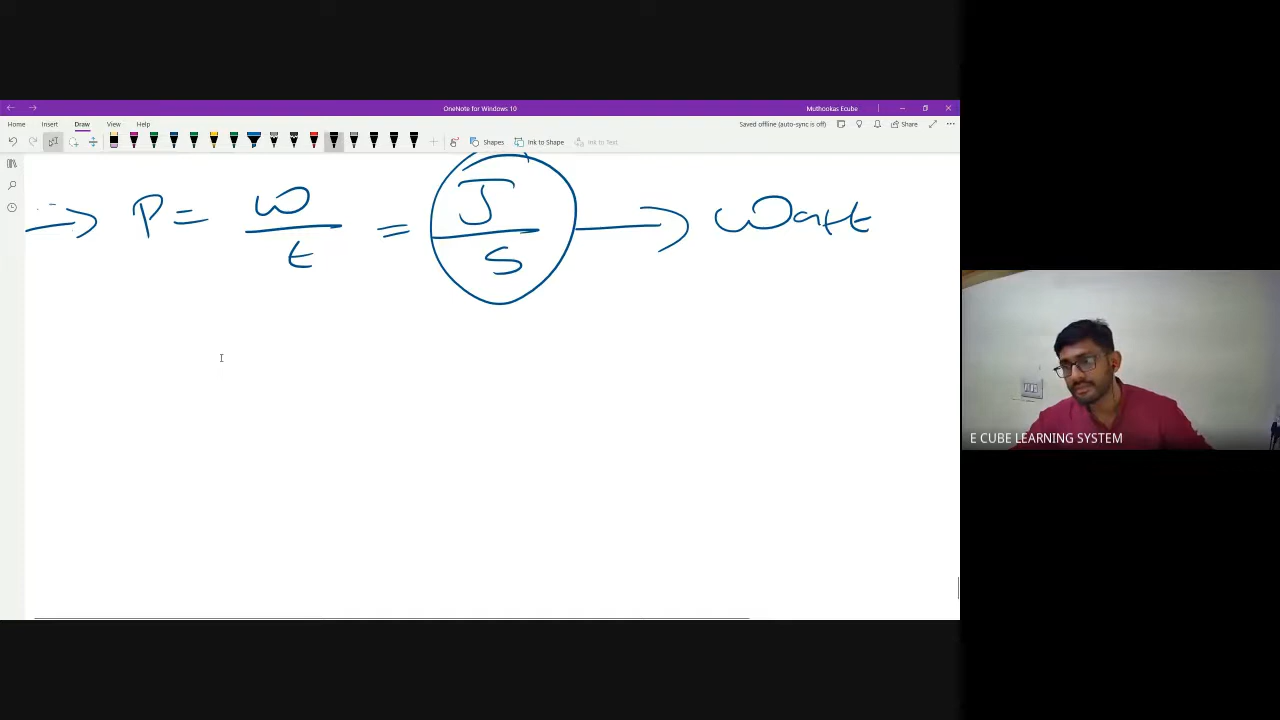 OneNote for Windows 10
Muthookas Ecube
Home Insert Draw View Help
Saved offline (auto-sync is off)
Share
Shapes
Ink to Shape
Ink to Text
⇒ P = W/t = J/s → Watt
E CUBE LEARNING SYSTEM